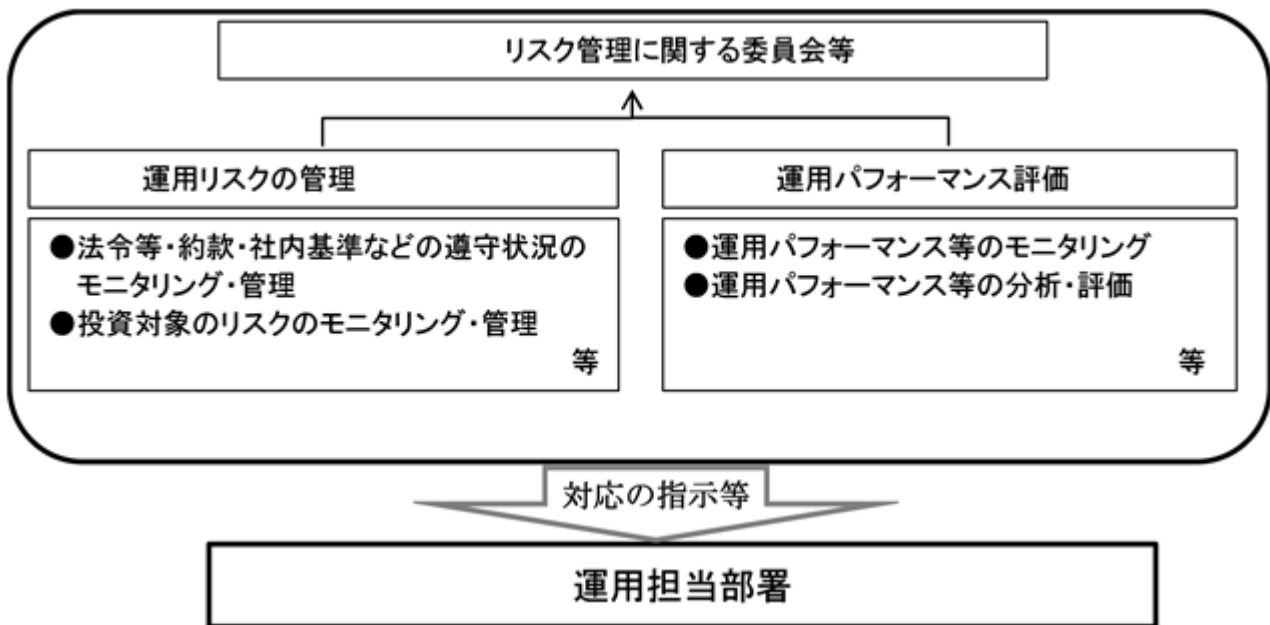 リスク管理に関する委員会等
運用リスクの管理
●法令等・約款・社内基準などの遵守状況の
モニタリング・管理
●投資対象のリスクのモニタリング・管理
等
運用パフォーマンス評価
●運用パフォーマンス等のモニタリング
●運用パフォーマンス等の分析・評価
等
対応の指示等
運用担当部署